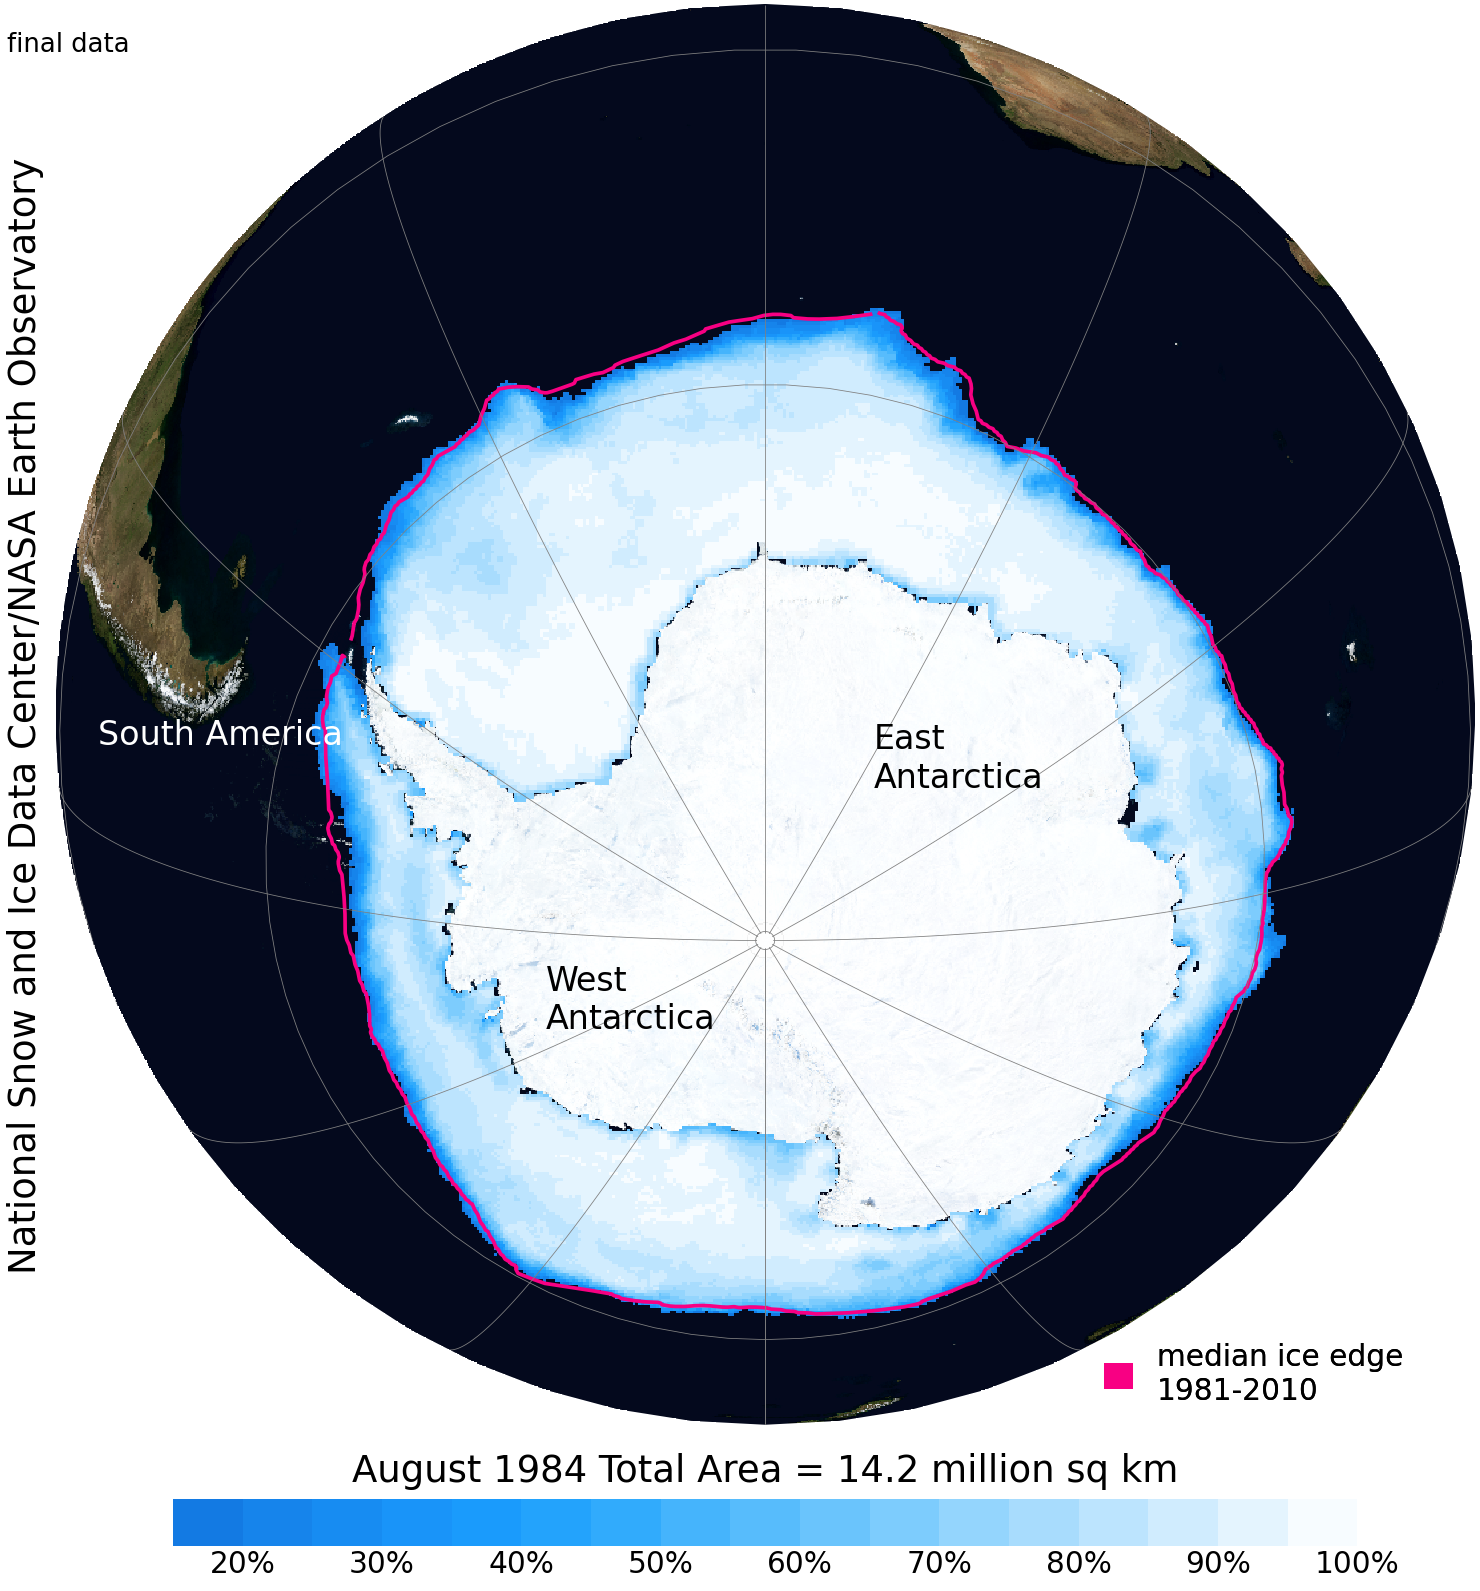 final data
National Snow and Ice Data Center/NASA Earth Observatory
South America
East
Antarctica
West
Antarctica
median ice edge
1981-2010
August 1984 Total Area = 14.2 million sq km
20% 30% 40% 50% 60% 70% 80% 90% 100%